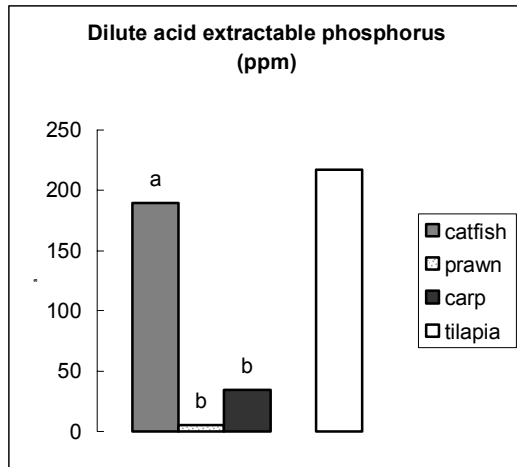 Dilute acid extractable phosphorus
(ppm)
250
200
150
100
50
0
a
b
b
catfish
prawn
carp
tilapia